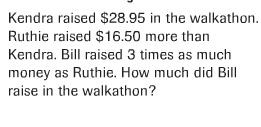 Kendra raised $28.95 in the walkathon.
Ruthie raised $16.50 more than
Kendra. Bill raised 3 times as much
money as Ruthie. How much did Bill
raise in the walkathon?